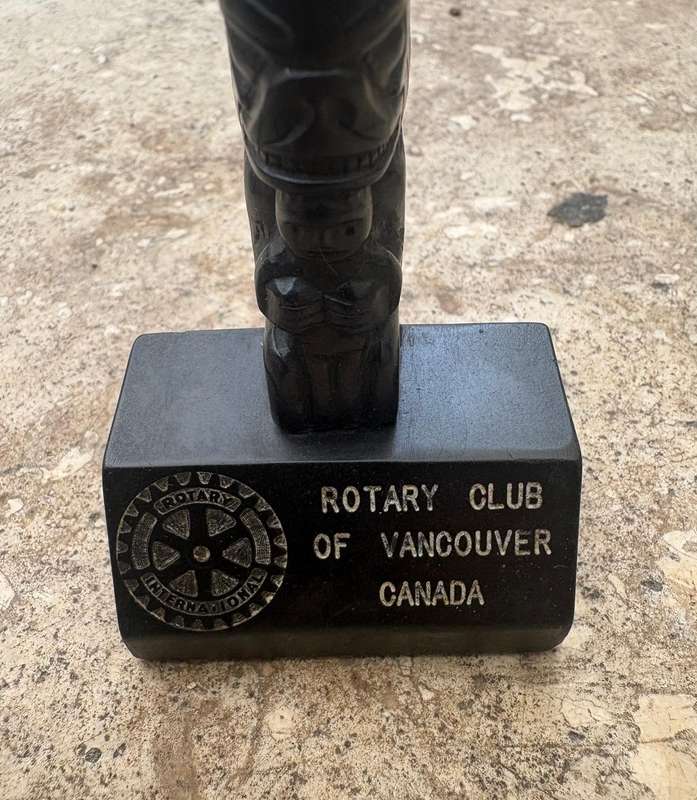 ROTARY
INTERNATIONAL
ROTARY CLUB
OF VANCOUVER
CANADA